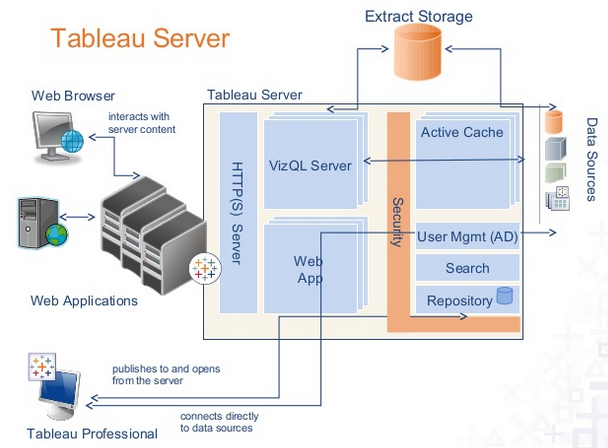 Tableau Server
Extract Storage
Web Browser
Tableau Server
interacts with
server content
HTTP(S) Server
VizQL Server
Security
Active Cache
Data Sources
Web
App
User Mgmt (AD)
Search
Repository
Web Applications
publishes to and opens
from the server
connects directly
to data sources
Tableau Professional